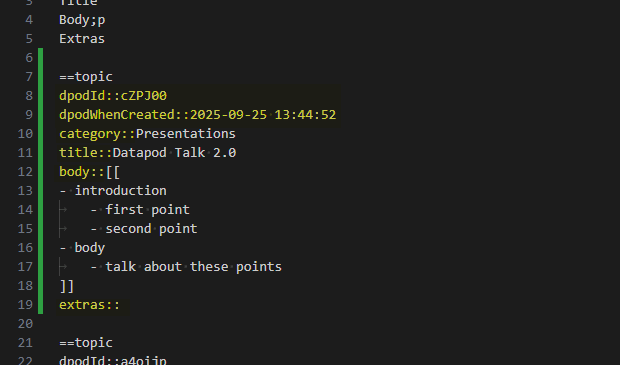 3 Title
4 Body;p
5 Extras
6
7 ==topic
8 dpodId::cZPJ00
9 dpodWhenCreated::2025-09-25 13:44:52
10 category::Presentations
11 title::Datapod Talk 2.0
12 body::[[
13 - introduction
14 - first point
15 - second point
16 - body
17 - talk about these points
18 ]]
19 extras::
20
21 ==topic
22 dpodId::a4oijp